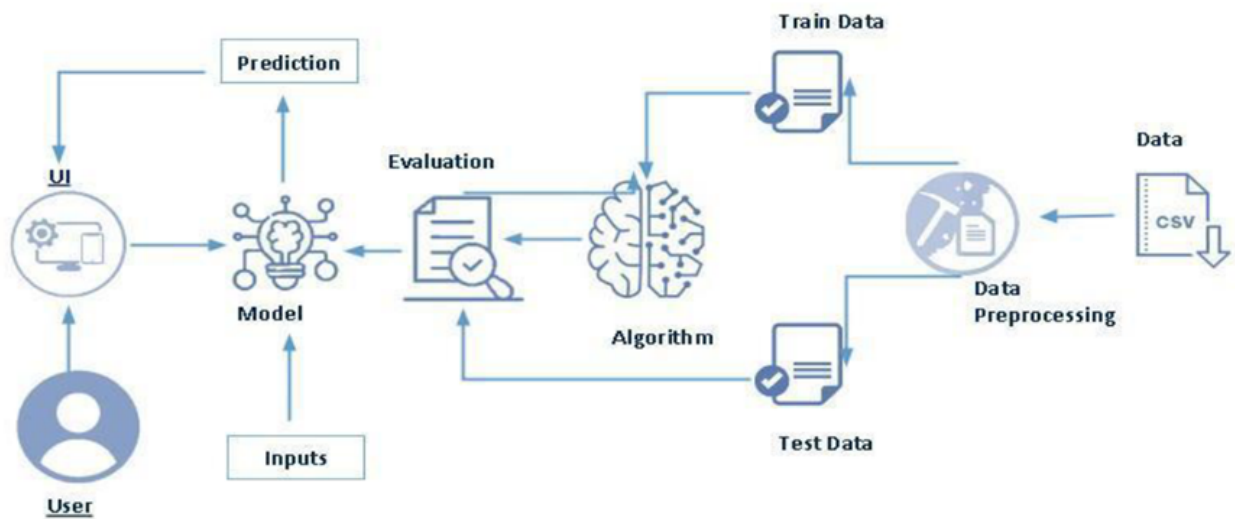 Train Data
Prediction
Data
Evaluation
UI
CSV
Model
Data
Preprocessing
Algorithm
Inputs
Test Data
User